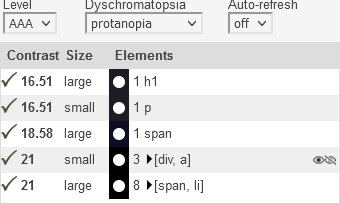 Level Dyschromatopsia Auto-refresh
AAA protanopia off
Contrast Size Elements
16.51 large 1 h1
16.51 small 1 p
18.58 large 1 span
21 small 3 [div, a]
21 large 8 [span, li]